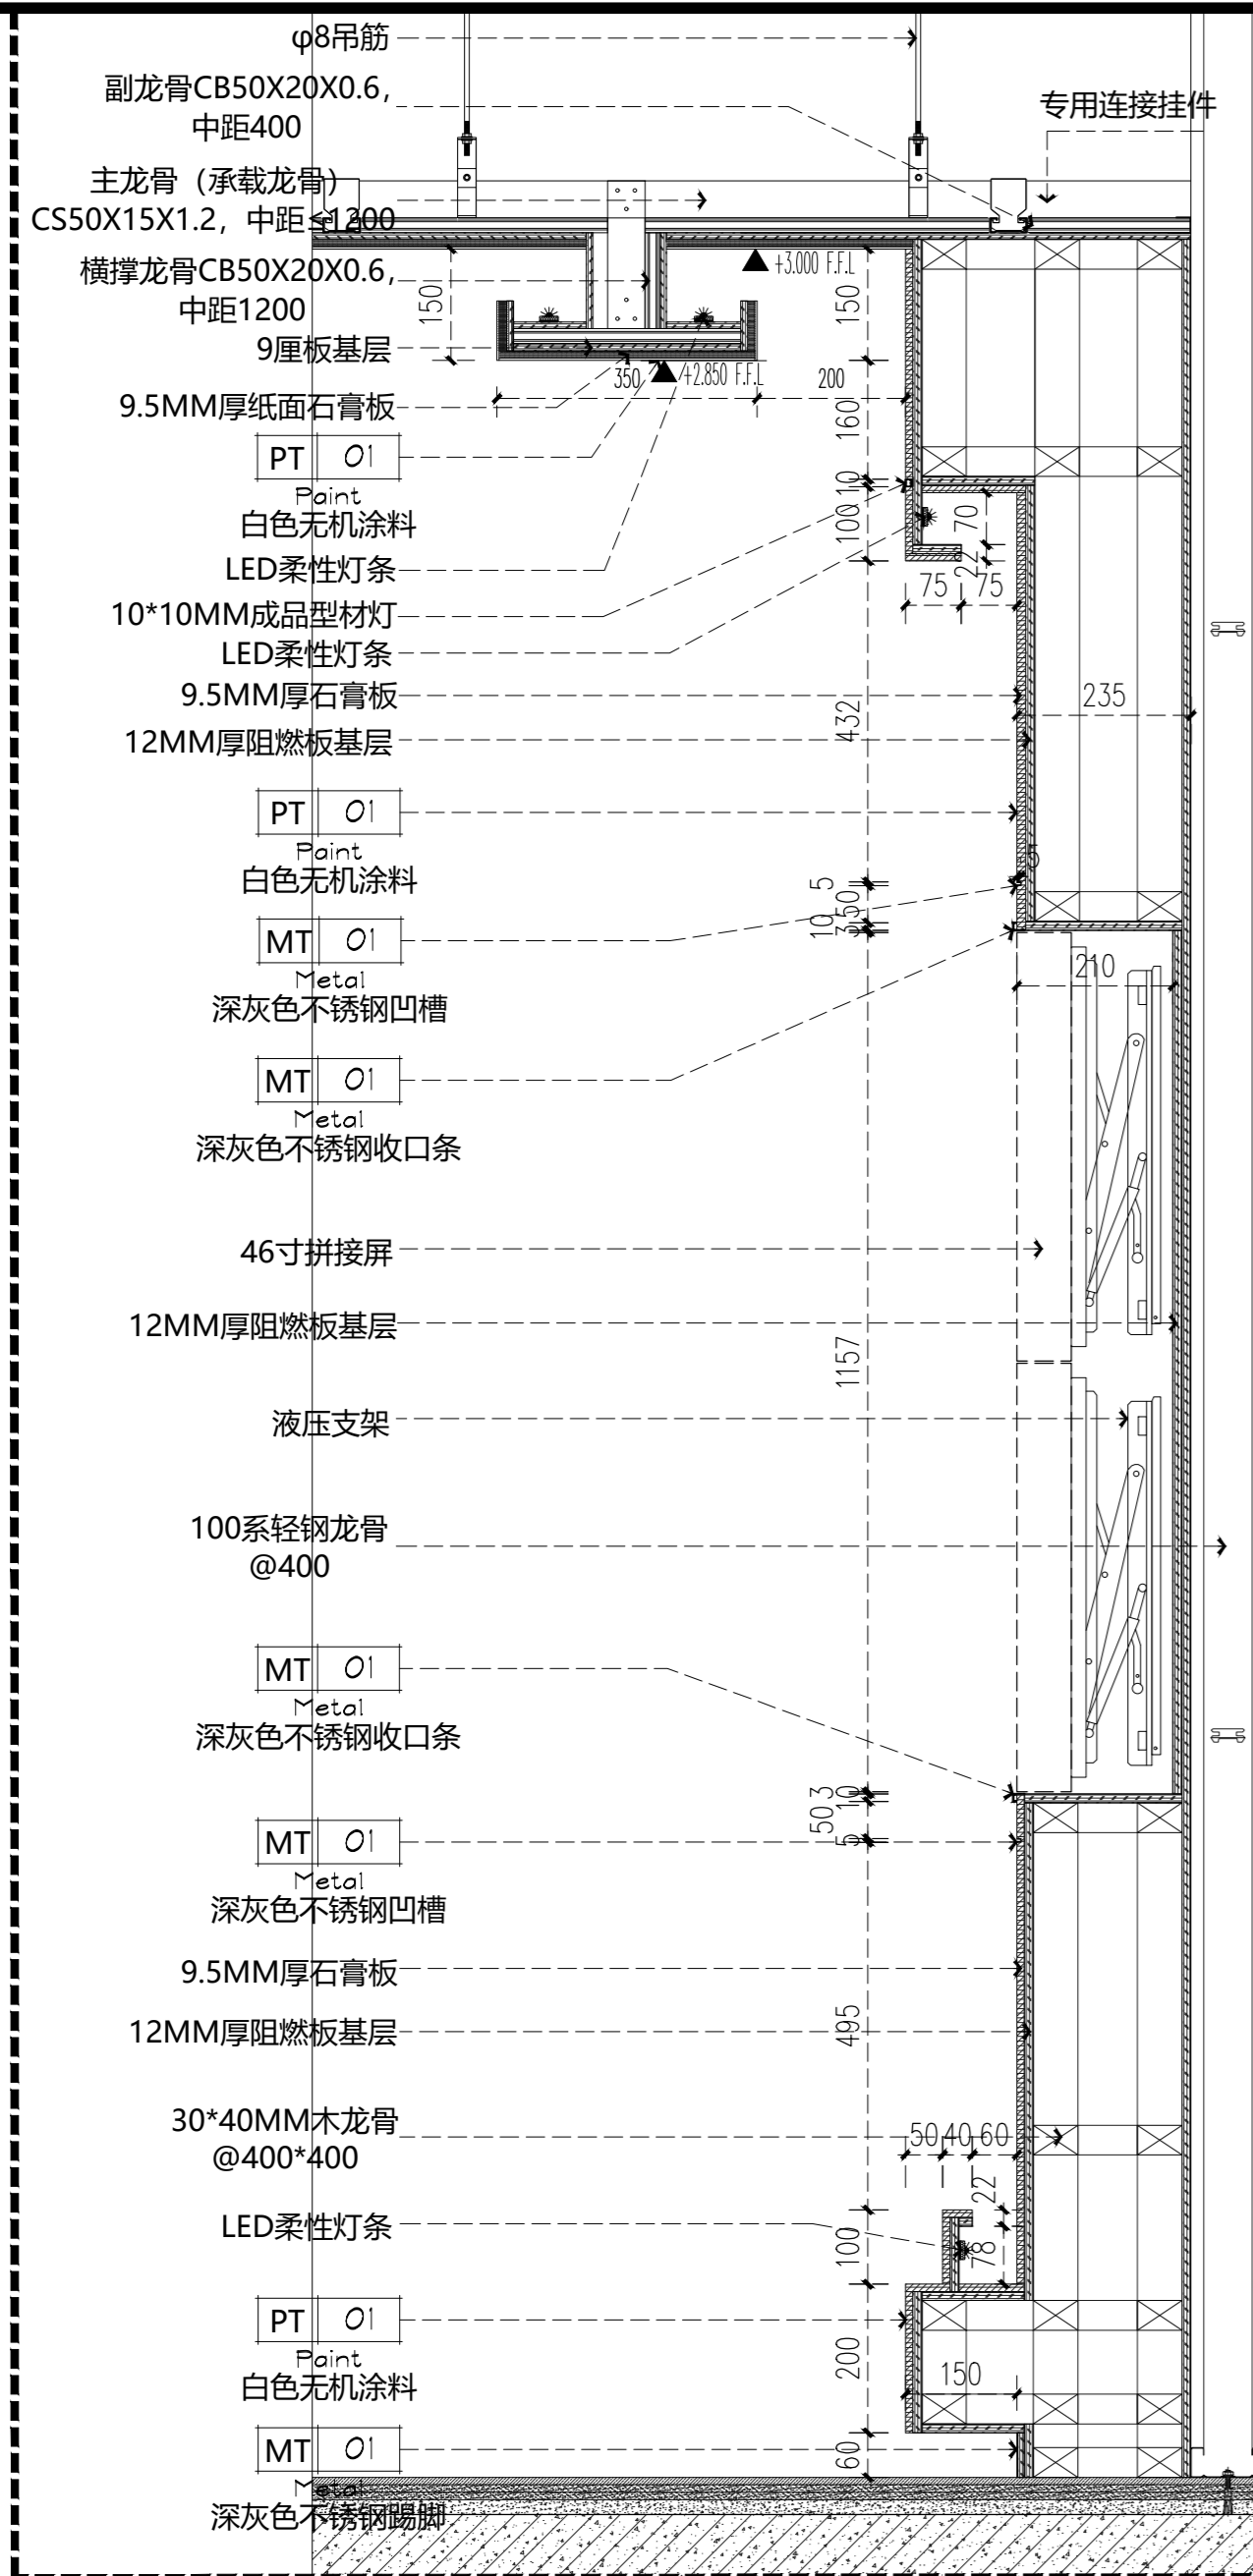 φ8吊筋
副龙骨CB50X20X0.6,
中距400
专用连接挂件
主龙骨（承载龙骨）
CS50X15X1.2，中距≤1200
横撑龙骨CB50X20X0.6,
中距1200
+3.000 F.F.L
150
150
9厘板基层
350
+2.850 F.F.L
200
9.5MM厚纸面石膏板
160
PT 01
Paint
白色无机涂料
10
100
70
22
LED柔性灯条
75
75
10*10MM成品型材灯
LED柔性灯条
9.5MM厚石膏板
235
432
12MM厚阻燃板基层
PT 01
Paint
白色无机涂料
5
5
50
10
3
MT 01
Metal
深灰色不锈钢凹槽
210
MT 01
Metal
深灰色不锈钢收口条
46寸拼接屏
12MM厚阻燃板基层
1157
液压支架
100系轻钢龙骨
@400
MT 01
Metal
深灰色不锈钢收口条
3
10
50
5
MT 01
Metal
深灰色不锈钢凹槽
9.5MM厚石膏板
495
12MM厚阻燃板基层
30*40MM木龙骨
@400*400
50
40
60
22
LED柔性灯条
100
78
PT 01
Paint
白色无机涂料
200
150
MT 01
60
Metal
深灰色不锈钢踢脚